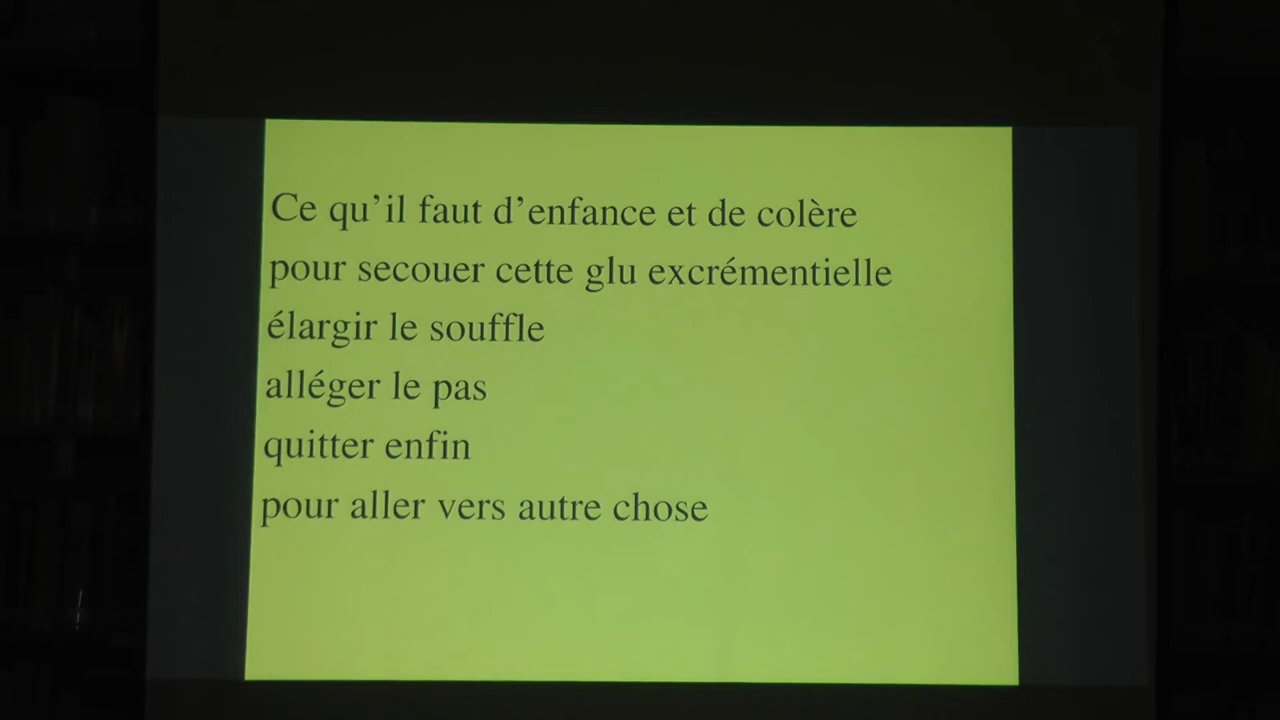 Ce qu’il faut d’enfance et de colère
pour secouer cette glu excrémentielle
élargir le souffle
alléger le pas
quitter enfin
pour aller vers autre chose